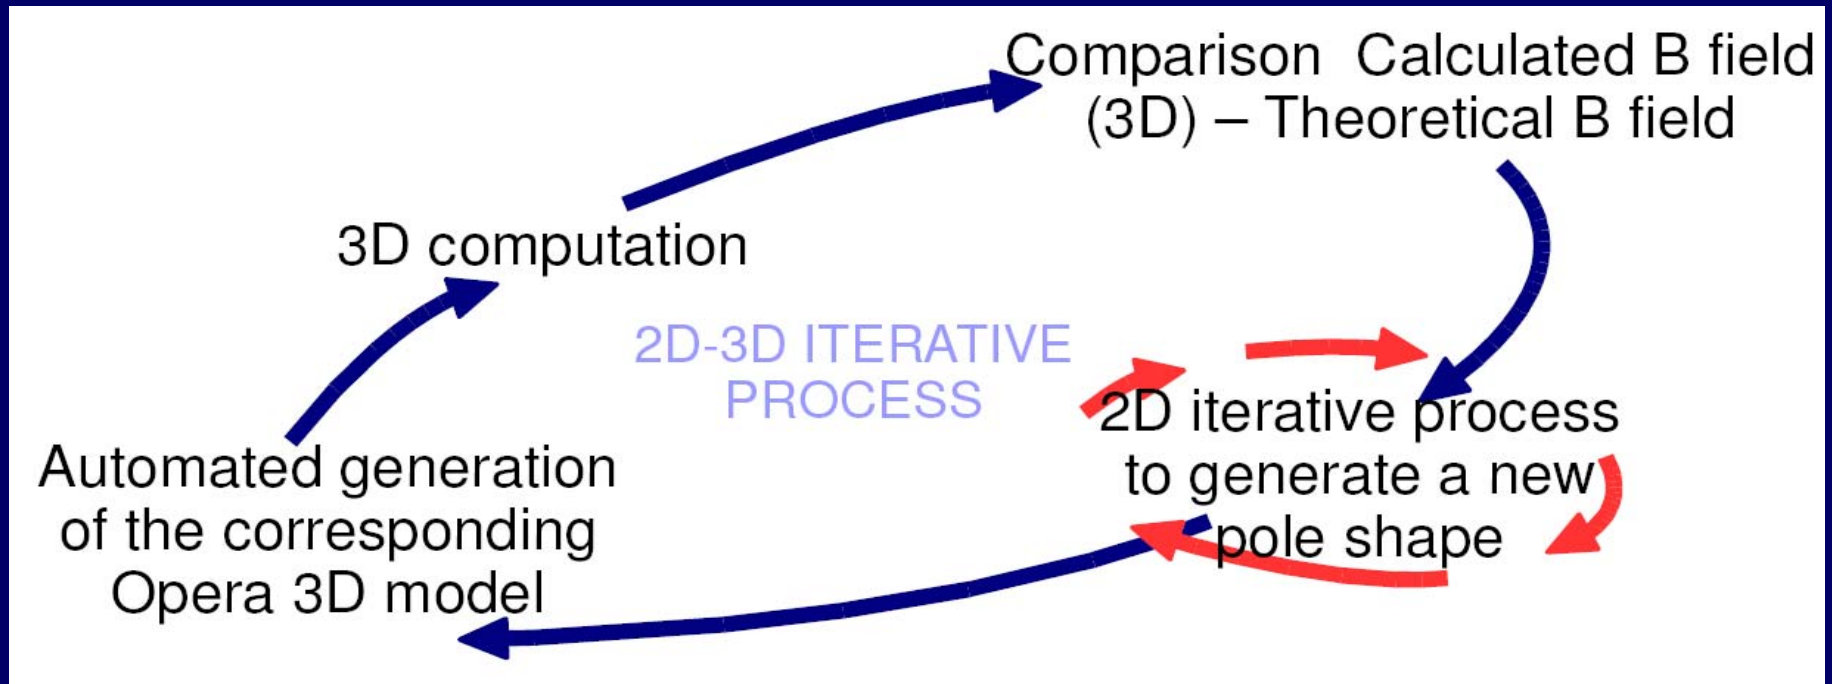 Comparison  Calculated B field
(3D) – Theoretical B field
3D computation
2D-3D ITERATIVE
PROCESS
2D iterative process
to generate a new
pole shape
Automated generation
of the corresponding
Opera 3D model